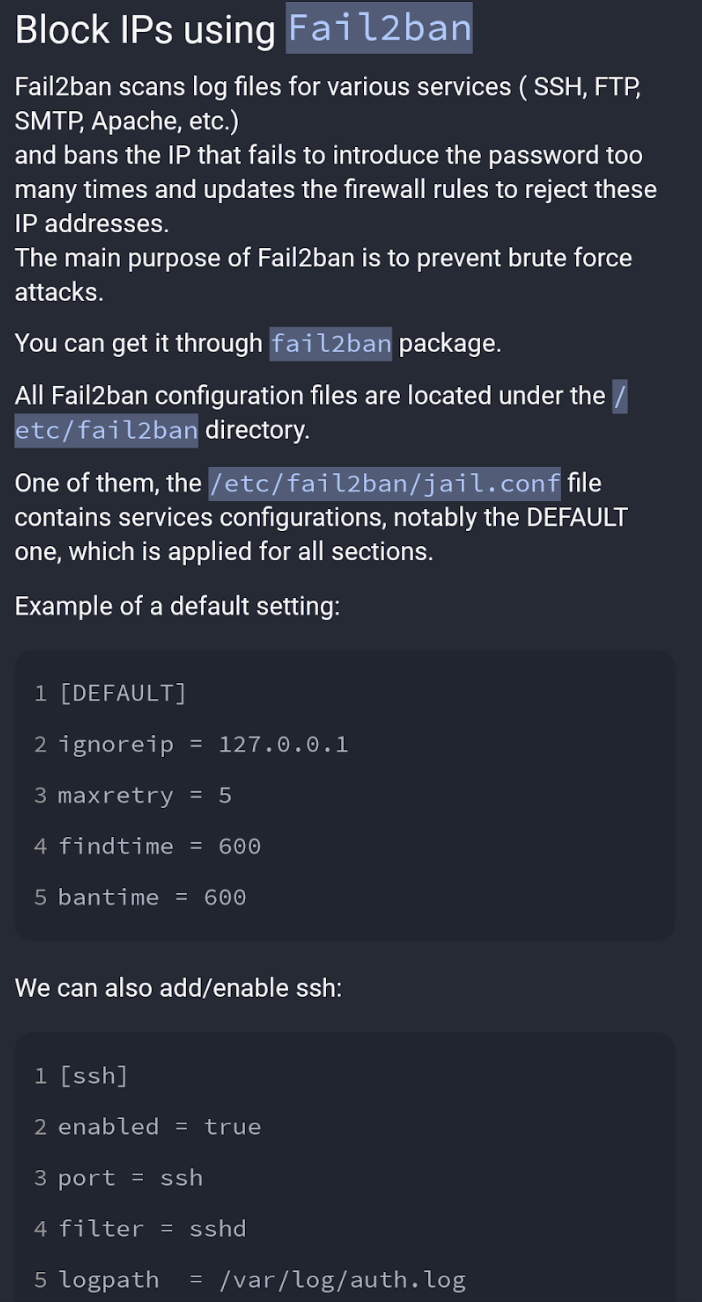 Block IPs using Fail2ban
Fail2ban scans log files for various services ( SSH, FTP,
SMTP, Apache, etc.)
and bans the IP that fails to introduce the password too
many times and updates the firewall rules to reject these
IP addresses.
The main purpose of Fail2ban is to prevent brute force
attacks.
You can get it through fail2ban package.
All Fail2ban configuration files are located under the /
etc/fail2ban directory.
One of them, the /etc/fail2ban/jail.conf file
contains services configurations, notably the DEFAULT
one, which is applied for all sections.
Example of a default setting:
1 [DEFAULT]
2 ignoreip = 127.0.0.1
3 maxretry = 5
4 findtime = 600
5 bantime = 600
We can also add/enable ssh:
1 [ssh]
2 enabled = true
3 port = ssh
4 filter = sshd
5 logpath  = /var/log/auth.log